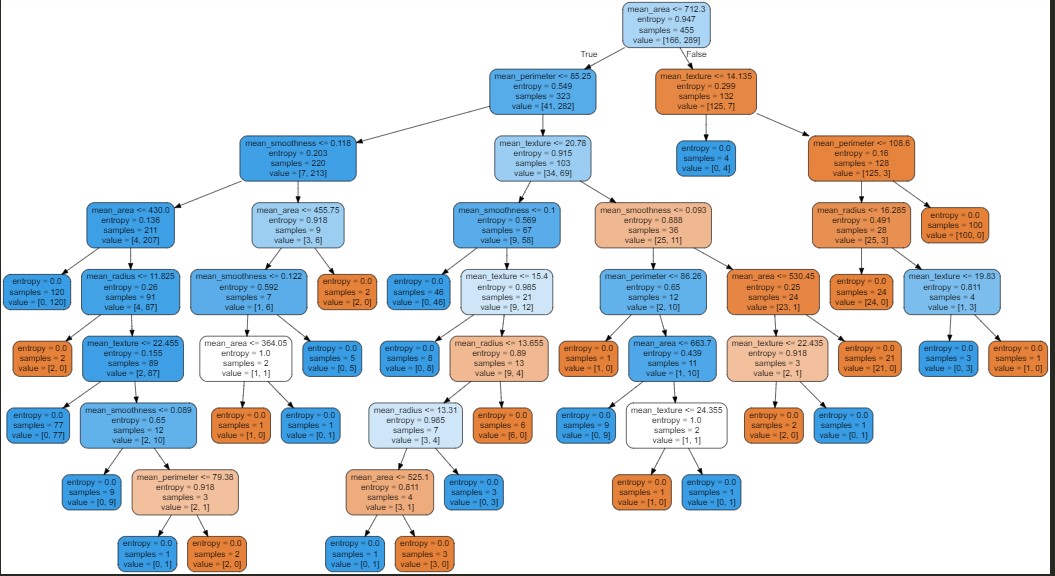 mean_area <= 712.3
entropy = 0.947
samples = 455
value = [166, 289]
True
False
mean_perimeter <= 85.25
entropy = 0.549
samples = 323
value = [41, 282]
mean_texture <= 14.135
entropy = 0.299
samples = 132
value = [125, 7]
mean_smoothness <= 0.118
entropy = 0.203
samples = 220
value = [7, 213]
mean_texture <= 20.78
entropy = 0.915
samples = 103
value = [34, 69]
entropy = 0.0
samples = 4
value = [0, 4]
mean_perimeter <= 108.6
entropy = 0.16
samples = 128
value = [125, 3]
mean_area <= 430.0
entropy = 0.136
samples = 211
value = [4, 207]
mean_area <= 455.75
entropy = 0.918
samples = 9
value = [3, 6]
mean_smoothness <= 0.1
entropy = 0.569
samples = 67
value = [9, 58]
mean_smoothness <= 0.093
entropy = 0.888
samples = 36
value = [25, 11]
mean_radius <= 16.285
entropy = 0.491
samples = 28
value = [25, 3]
entropy = 0.0
samples = 100
value = [100, 0]
entropy = 0.0
samples = 120
value = [0, 120]
mean_radius <= 11.825
entropy = 0.26
samples = 91
value = [4, 87]
mean_smoothness <= 0.122
entropy = 0.592
samples = 7
value = [1, 6]
entropy = 0.0
samples = 2
value = [2, 0]
entropy = 0.0
samples = 46
value = [0, 46]
mean_texture <= 15.4
entropy = 0.985
samples = 21
value = [9, 12]
mean_perimeter <= 86.26
entropy = 0.65
samples = 12
value = [2, 10]
mean_area <= 530.45
entropy = 0.25
samples = 24
value = [23, 1]
entropy = 0.0
samples = 24
value = [24, 0]
mean_texture <= 19.83
entropy = 0.811
samples = 4
value = [1, 3]
entropy = 0.0
samples = 2
value = [2, 0]
mean_texture <= 22.455
entropy = 0.155
samples = 89
value = [2, 87]
mean_area <= 364.05
entropy = 1.0
samples = 2
value = [1, 1]
entropy = 0.0
samples = 5
value = [0, 5]
entropy = 0.0
samples = 8
value = [0, 8]
mean_radius <= 13.655
entropy = 0.89
samples = 13
value = [9, 4]
entropy = 0.0
samples = 1
value = [1, 0]
mean_area <= 663.7
entropy = 0.439
samples = 11
value = [1, 10]
mean_texture <= 22.435
entropy = 0.918
samples = 3
value = [2, 1]
entropy = 0.0
samples = 21
value = [21, 0]
entropy = 0.0
samples = 3
value = [0, 3]
entropy = 0.0
samples = 1
value = [1, 0]
entropy = 0.0
samples = 77
value = [0, 77]
mean_smoothness <= 0.089
entropy = 0.65
samples = 12
value = [2, 10]
entropy = 0.0
samples = 1
value = [1, 0]
entropy = 0.0
samples = 1
value = [0, 1]
mean_radius <= 13.31
entropy = 0.985
samples = 7
value = [3, 4]
entropy = 0.0
samples = 6
value = [6, 0]
entropy = 0.0
samples = 9
value = [0, 9]
mean_texture <= 24.355
entropy = 1.0
samples = 2
value = [1, 1]
entropy = 0.0
samples = 2
value = [2, 0]
entropy = 0.0
samples = 1
value = [0, 1]
entropy = 0.0
samples = 9
value = [0, 9]
mean_perimeter <= 79.38
entropy = 0.918
samples = 3
value = [2, 1]
mean_area <= 525.1
entropy = 0.811
samples = 4
value = [3, 1]
entropy = 0.0
samples = 3
value = [0, 3]
entropy = 0.0
samples = 1
value = [1, 0]
entropy = 0.0
samples = 1
value = [0, 1]
entropy = 0.0
samples = 1
value = [0, 1]
entropy = 0.0
samples = 2
value = [2, 0]
entropy = 0.0
samples = 1
value = [0, 1]
entropy = 0.0
samples = 3
value = [3, 0]